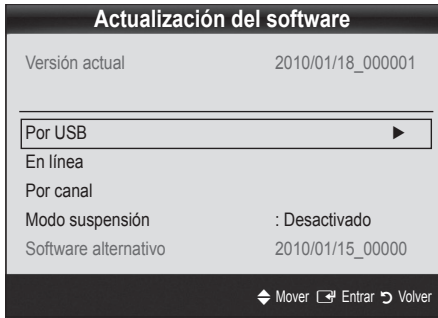 Actualización del software
Versión actual 2010/01/18_000001
Por USB ►
En línea
Por canal
Modo suspensión : Desactivado
Software alternativo 2010/01/15_00000
Mover Entrar Volver